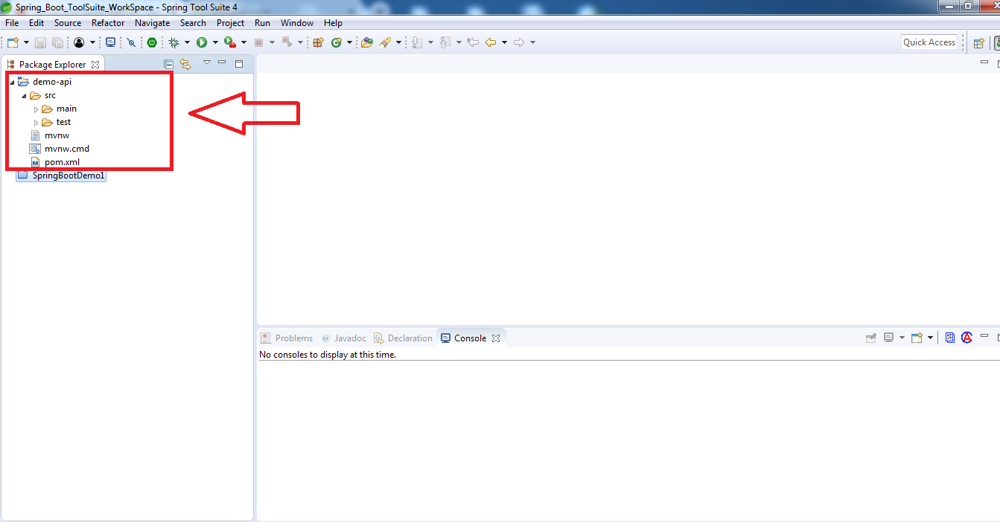 Spring_Boot_ToolSuite_WorkSpace - Spring Tool Suite 4
File Edit Source Refactor Navigate Search Project Run Window Help
Quick Access
Package Explorer
demo-api
src
main
test
mvnw
mvnw.cmd
pom.xml
SpringBootDemo1
Problems @ Javadoc Declaration Console
No consoles to display at this time.